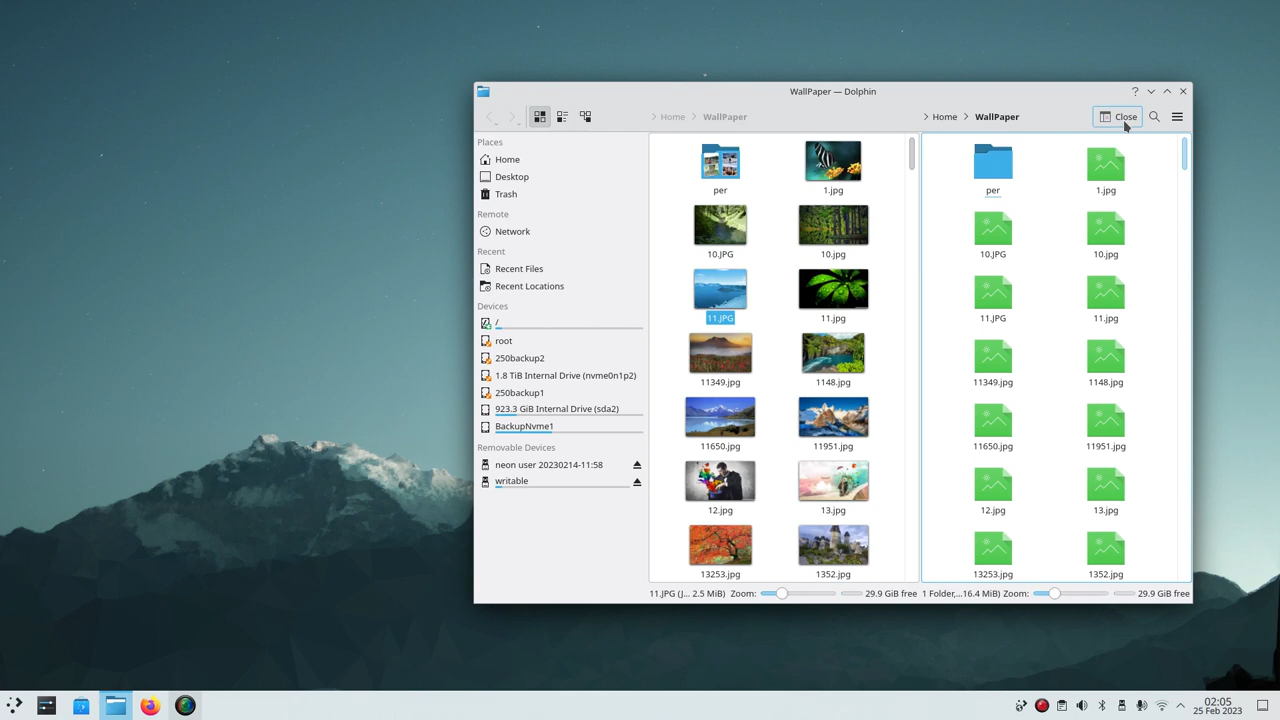 WallPaper — Dolphin
Home
WallPaper
Home
WallPaper
Close
Places
Home
Desktop
Trash
Remote
Network
Recent
Recent Files
Recent Locations
Devices
/
root
250backup2
1.8 TiB Internal Drive (nvme0n1p2)
250backup1
923.3 GiB Internal Drive (sda2)
BackupNvme1
Removable Devices
neon user 20230214-11:58
writable
per
1.jpg
10.JPG
10.jpg
11.JPG
11.jpg
11349.jpg
1148.jpg
11650.jpg
11951.jpg
12.jpg
13.jpg
13253.jpg
1352.jpg
11.JPG (J... 2.5 MiB)
Zoom:
29.9 GiB free
per
1.jpg
10.JPG
10.jpg
11.JPG
11.jpg
11349.jpg
1148.jpg
11650.jpg
11951.jpg
12.jpg
13.jpg
13253.jpg
1352.jpg
1 Folder,...16.4 MiB)
Zoom:
29.9 GiB free
02:05
25 Feb 2023